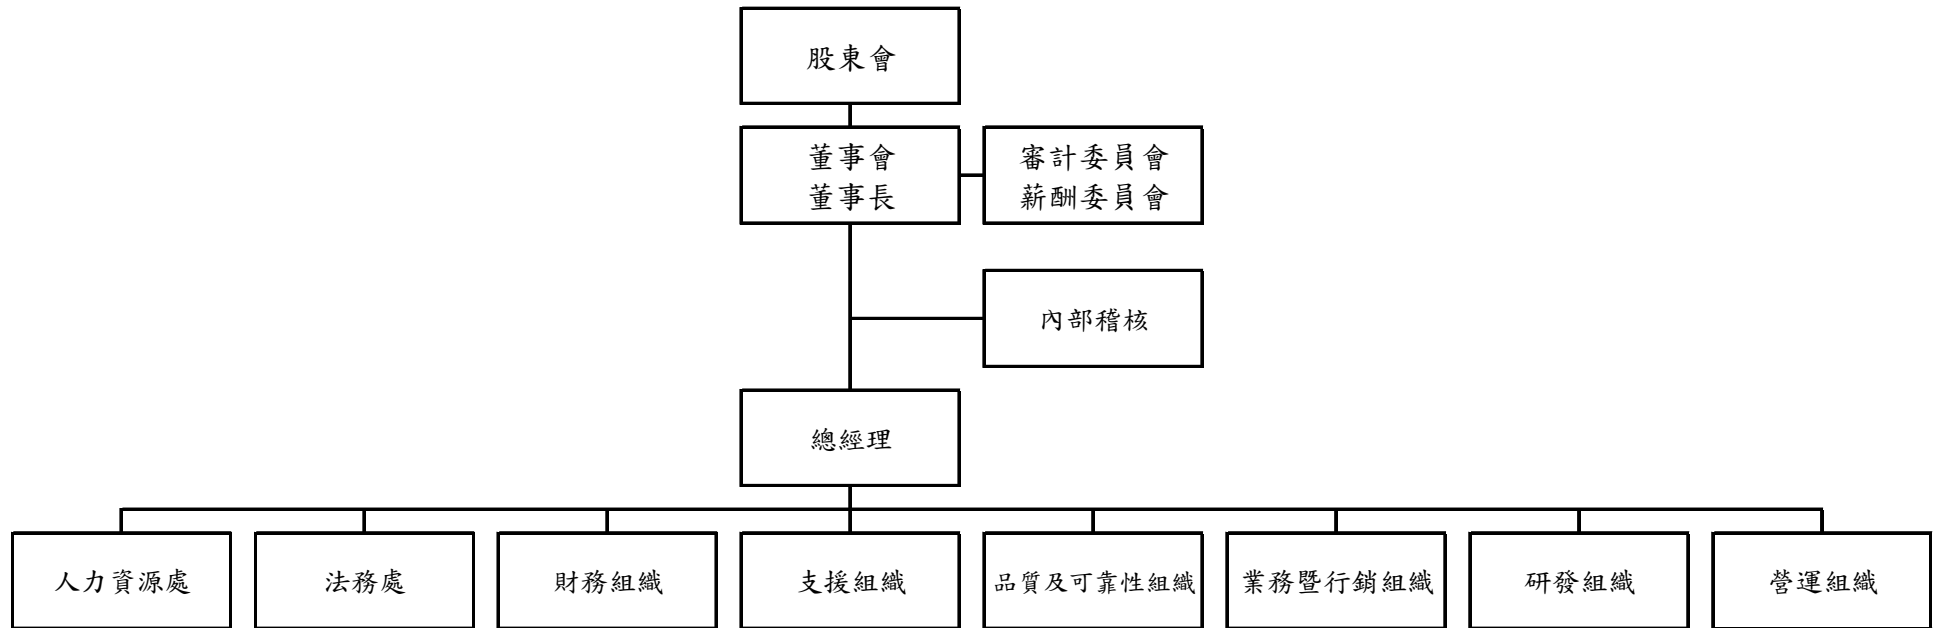 股東會
董事會
董事長
審計委員會
薪酬委員會
內部稽核
總經理
人力資源處
法務處
財務組織
支援組織
品質及可靠性組織
業務暨行銷組織
研發組織
營運組織